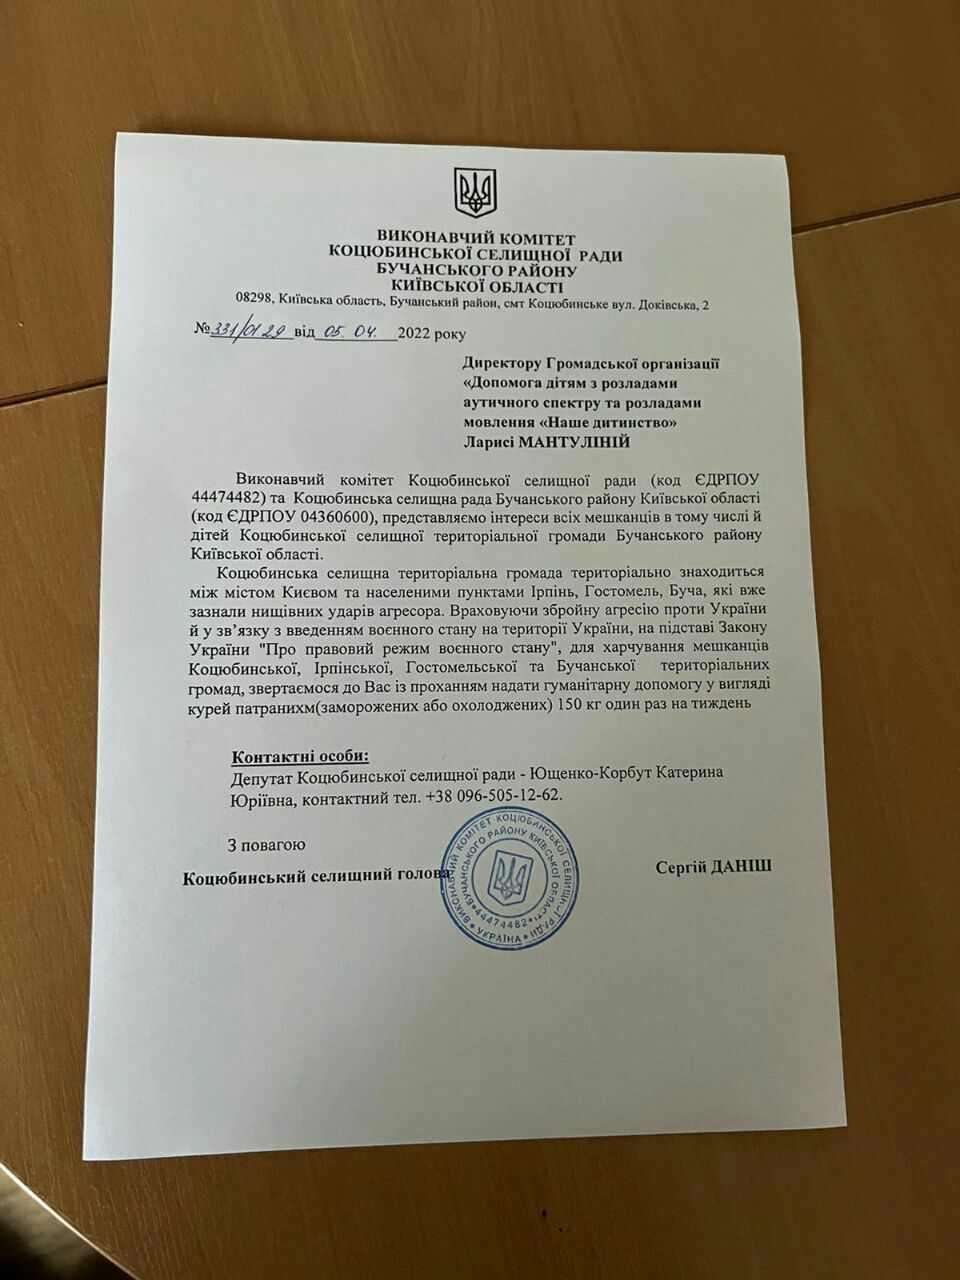 ВИКОНАВЧИЙ КОМІТЕТ
КОЦЮБИНСЬКОЇ СЕЛИЩНОЇ РАДИ
БУЧАНСЬКОГО РАЙОНУ
КИЇВСЬКОЇ ОБЛАСТІ
08298, Київська область, Бучанський район, смт Коцюбинське вул. Доківська, 2
№331/0129 від 05. 04. 2022 року
Директору Громадської організації
«Допомога дітям з розладами
аутичного спектру та розладами
мовлення «Наше дитинство»
Ларисі МАНТУЛІНІЙ
Виконавчий комітет Коцюбинської селищної ради (код ЄДРПОУ
44474482) та Коцюбинська селищна рада Бучанського району Київської області
(код ЄДРПОУ 04360600), представляємо інтереси всіх мешканців в тому числі й
дітей Коцюбинської селищної територіальної громади Бучанського району
Київської області.
Коцюбинська селищна територіальна громада територіально знаходиться
між містом Києвом та населеними пунктами Ірпінь, Гостомель, Буча, які вже
зазнали нищівних ударів агресора. Враховуючи збройну агресію проти України
й у зв’язку з введенням воєнного стану на території України, на підставі Закону
України "Про правовий режим воєнного стану", для харчування мешканців
Коцюбинської, Ірпінської, Гостомельської та Бучанської територіальних
громад, звертаємося до Вас із проханням надати гуманітарну допомогу у вигляді
курей патранихм(заморожених або охолоджених) 150 кг один раз на тиждень
Контактні особи:
Депутат Коцюбинської селищної ради - Ющенко-Корбут Катерина
Юріївна, контактний тел. +38 096-505-12-62.
З повагою
Коцюбинський селищний голова Сергій ДАНІШ
ВИКОНАВЧИЙ КОМІТЕТ КОЦЮБИНСЬКОЇ СЕЛИЩНОЇ РАДИ * УКРАЇНА *
БУЧАНСЬКОГО РАЙОНУ КИЇВСЬКОЇ ОБЛАСТІ * 44474482 *